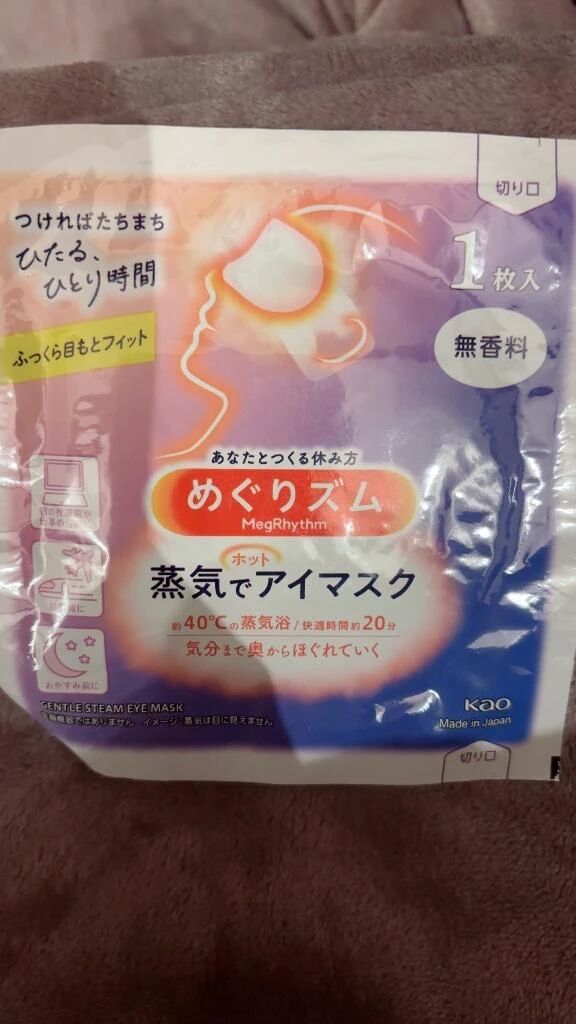 切り口
つければたちまち
ひたる、
ひとり時間
1枚入
ふっくら目もとフィット
無香料
あなたとつくる休み方
めぐりズム
MegRhythm
ホット
蒸気でアイマスク
約40℃の蒸気浴/快適時間約20分
気分まで奥からほぐれていく
おやすみ前に
GENTLE STEAM EYE MASK
医療機器ではありません イメージ:蒸気は目に見えません
Kao
Made in Japan
切り口